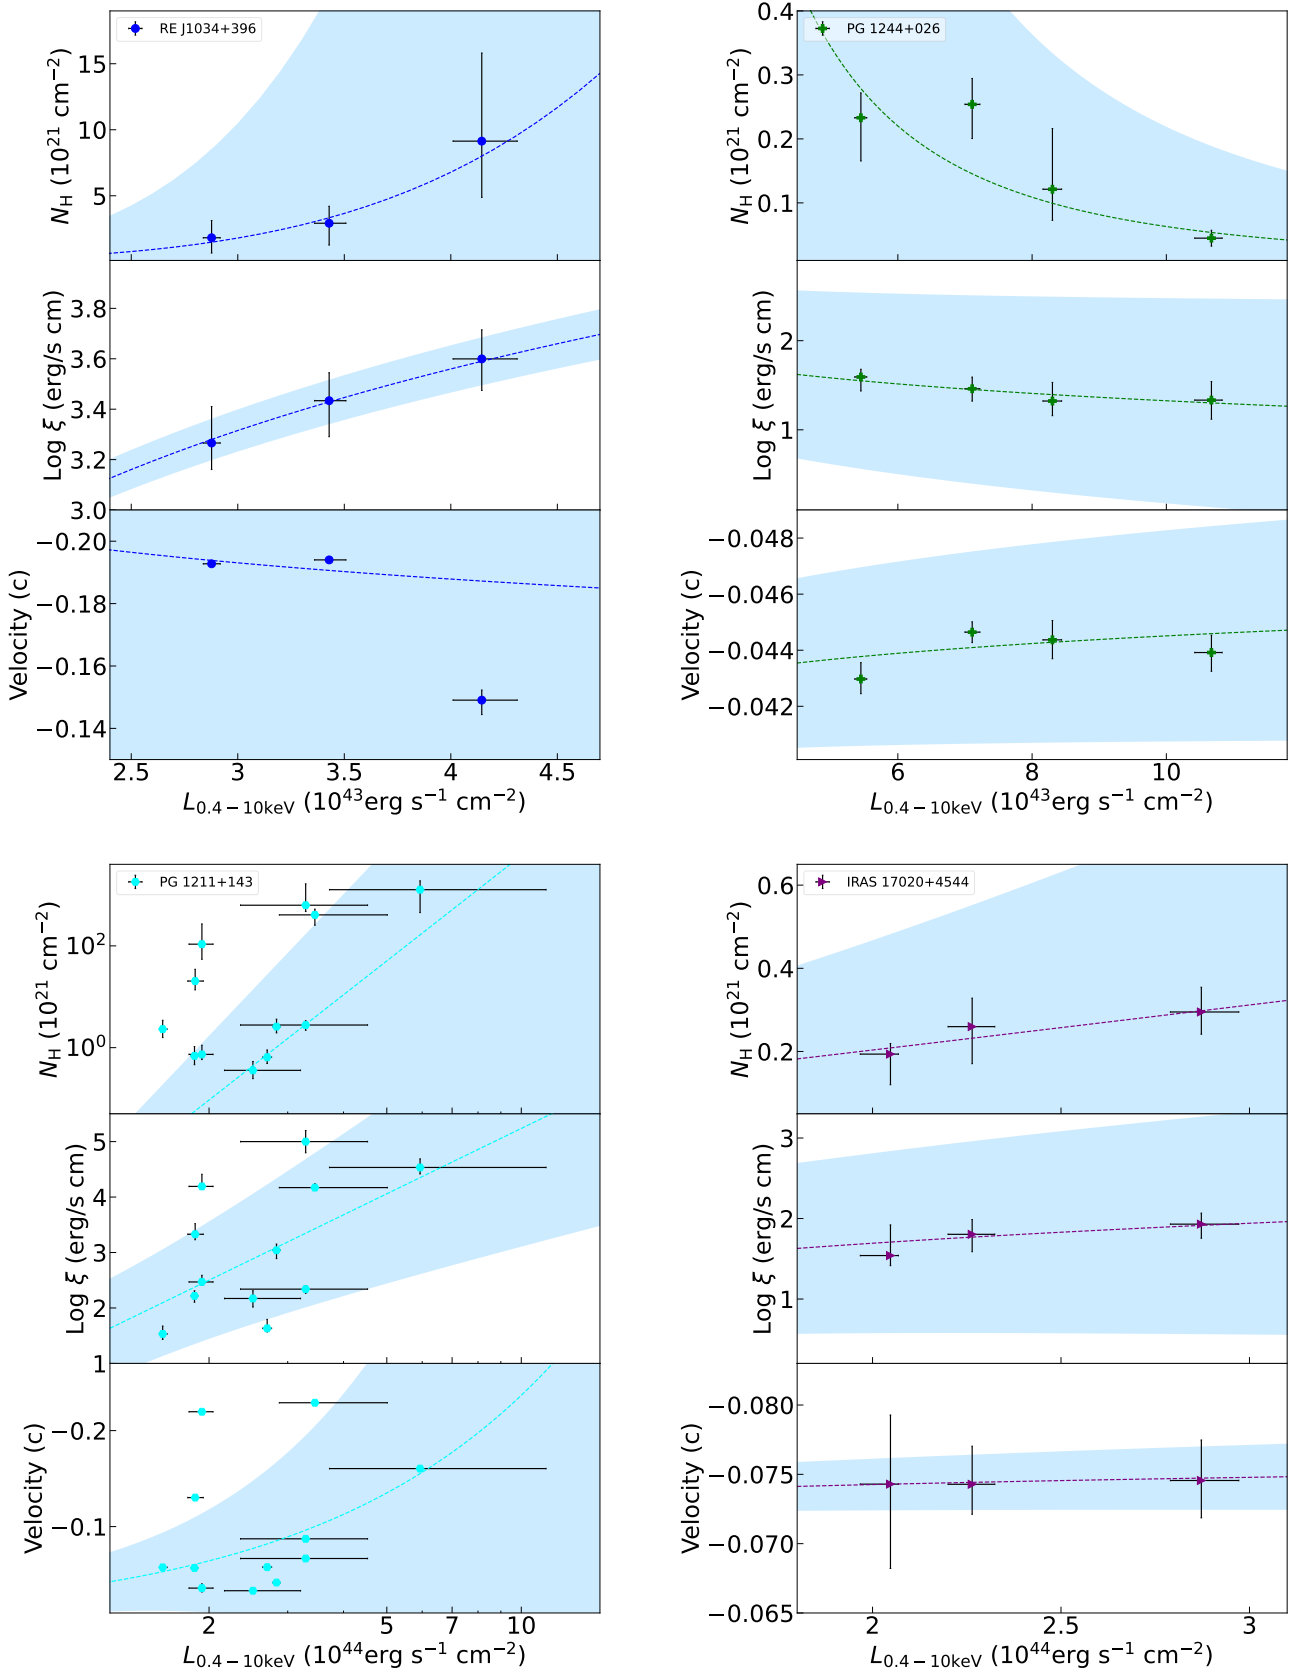 RE J1034+396
N_H (10^21 cm^−2)
15
10
5
Log ξ (erg/s cm)
3.8
3.6
3.4
3.2
3.0
Velocity (c)
−0.20
−0.18
−0.16
−0.14
2.5 3 3.5 4 4.5
L_0.4−10keV (10^43 erg s^−1 cm^−2)
PG 1244+026
N_H (10^21 cm^−2)
0.4
0.3
0.2
0.1
Log ξ (erg/s cm)
2
1
Velocity (c)
−0.048
−0.046
−0.044
−0.042
6 8 10
L_0.4−10keV (10^43 erg s^−1 cm^−2)
PG 1211+143
N_H (10^21 cm^−2)
10^2
10^0
Log ξ (erg/s cm)
5
4
3
2
1
Velocity (c)
−0.2
−0.1
2 5 7 10
L_0.4−10keV (10^44 erg s^−1 cm^−2)
IRAS 17020+4544
N_H (10^21 cm^−2)
0.6
0.4
0.2
Log ξ (erg/s cm)
3
2
1
Velocity (c)
−0.080
−0.075
−0.070
−0.065
2 2.5 3
L_0.4−10keV (10^44 erg s^−1 cm^−2)